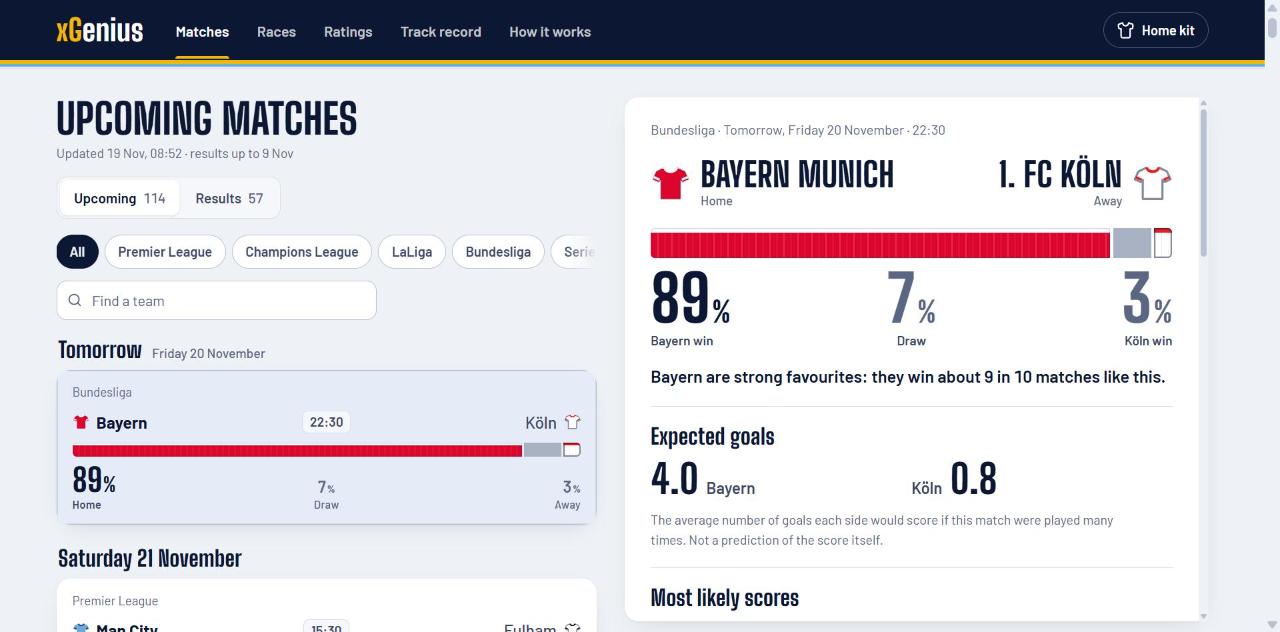 xGenius Matches Races Ratings Track record How it works Home kit
UPCOMING MATCHES
Updated 19 Nov, 08:52 · results up to 9 Nov
Upcoming 114 Results 57
All Premier League Champions League LaLiga Bundesliga Serie
Find a team
Tomorrow Friday 20 November
Bundesliga
Bayern 22:30 Köln
89% 7% 3%
Home Draw Away
Saturday 21 November
Premier League
Man City 15:30 Fulham
Bundesliga · Tomorrow, Friday 20 November · 22:30
BAYERN MUNICH 1. FC KÖLN
Home Away
89% 7% 3%
Bayern win Draw Köln win
Bayern are strong favourites: they win about 9 in 10 matches like this.
Expected goals
4.0 Bayern Köln 0.8
The average number of goals each side would score if this match were played many
times. Not a prediction of the score itself.
Most likely scores